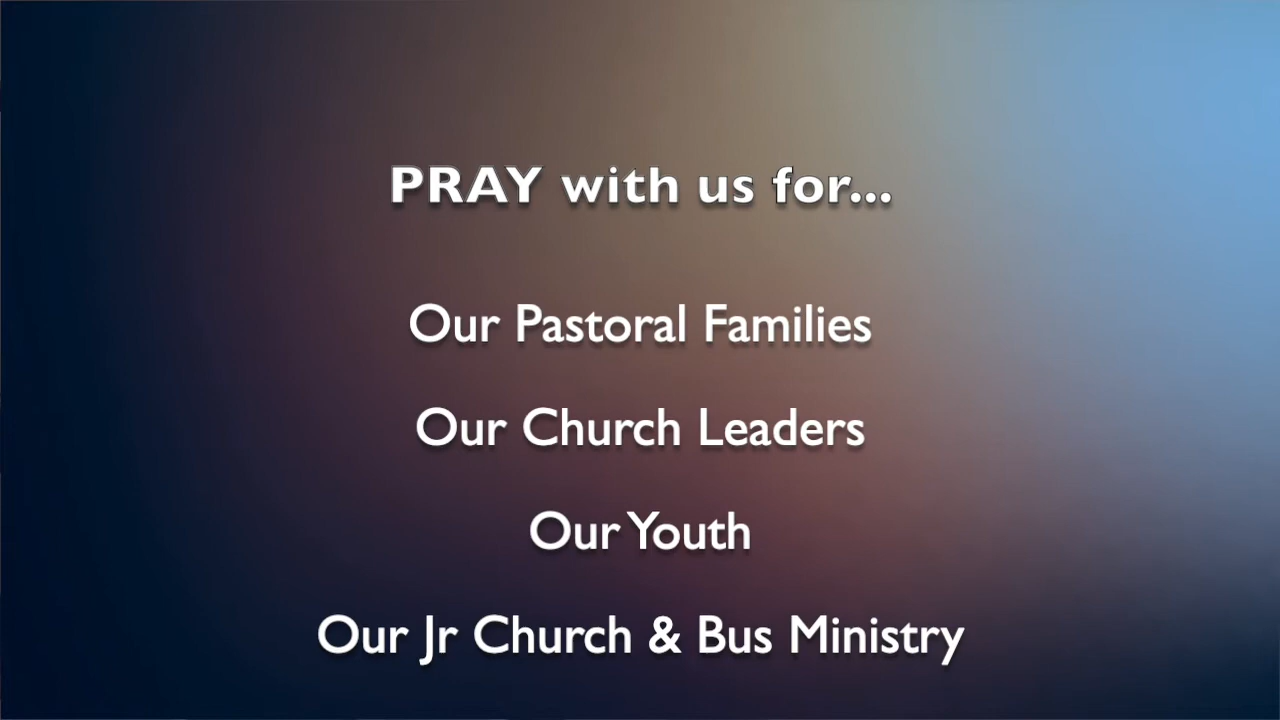 PRAY with us for...
Our Pastoral Families
Our Church Leaders
Our Youth
Our Jr Church & Bus Ministry